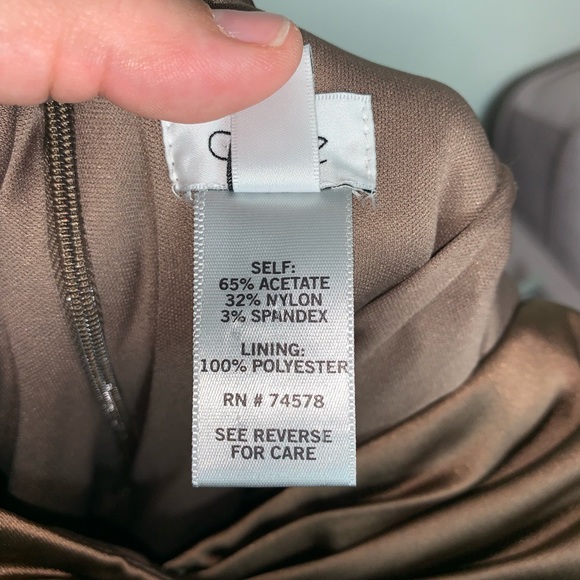 SELF:
65% ACETATE
32% NYLON
3% SPANDEX
LINING:
100% POLYESTER
RN # 74578
SEE REVERSE
FOR CARE